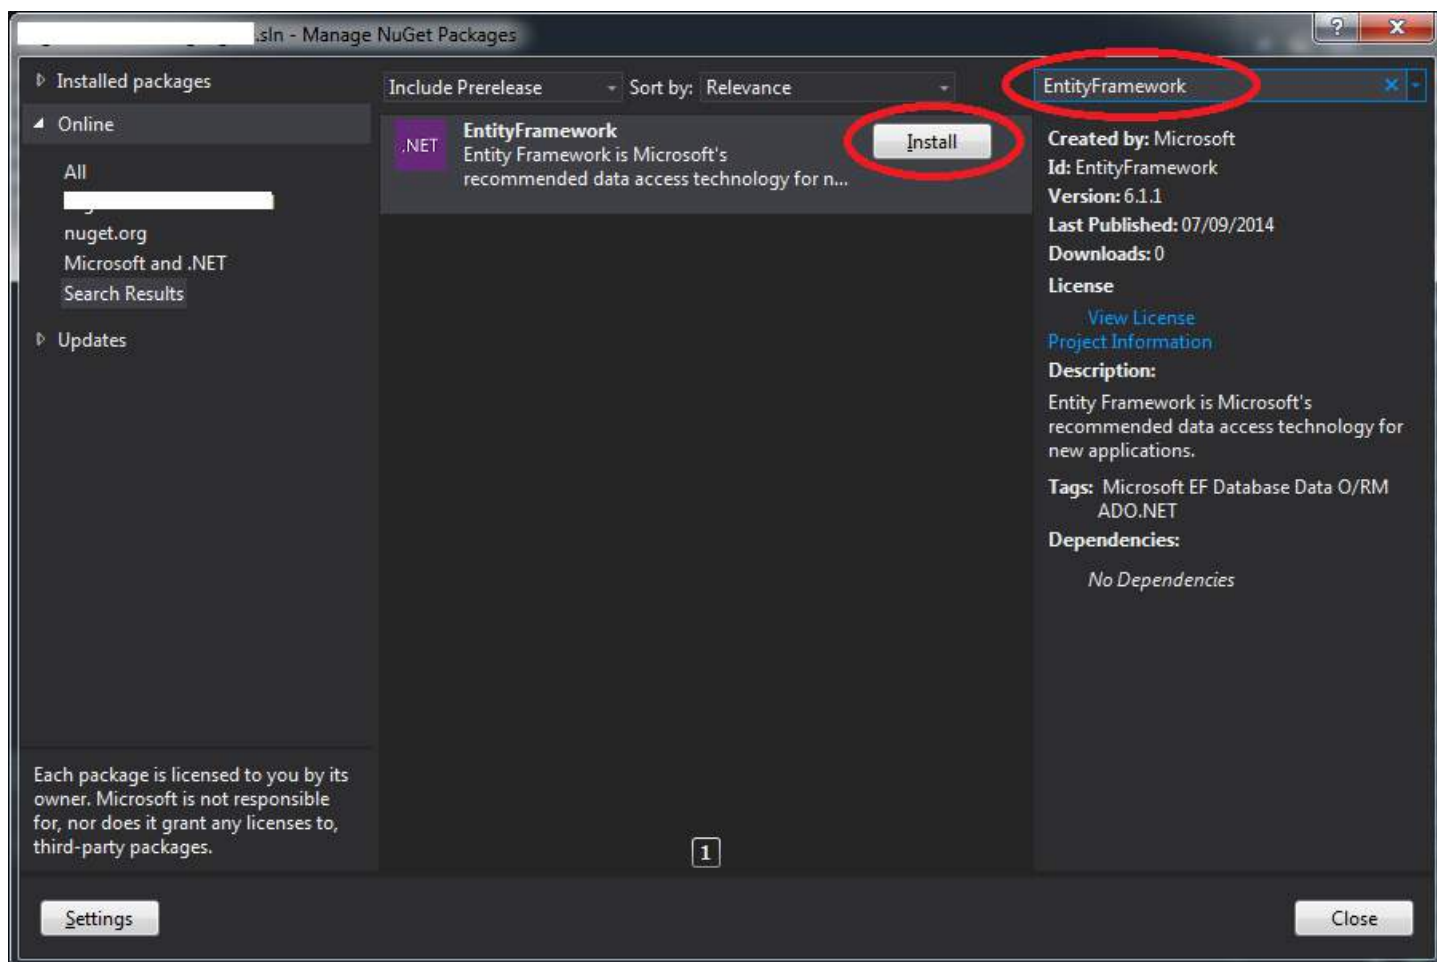 .sln - Manage NuGet Packages
?
X
Installed packages
Online
All
nuget.org
Microsoft and .NET
Search Results
Updates
Each package is licensed to you by its
owner. Microsoft is not responsible
for, nor does it grant any licenses to,
third-party packages.
Include Prerelease
Sort by: Relevance
.NET
EntityFramework
Entity Framework is Microsoft's
recommended data access technology for n...
Install
1
EntityFramework
Created by: Microsoft
Id: EntityFramework
Version: 6.1.1
Last Published: 07/09/2014
Downloads: 0
License
View License
Project Information
Description:
Entity Framework is Microsoft's
recommended data access technology for
new applications.
Tags: Microsoft EF Database Data O/RM
ADO.NET
Dependencies:
No Dependencies
Settings
Close